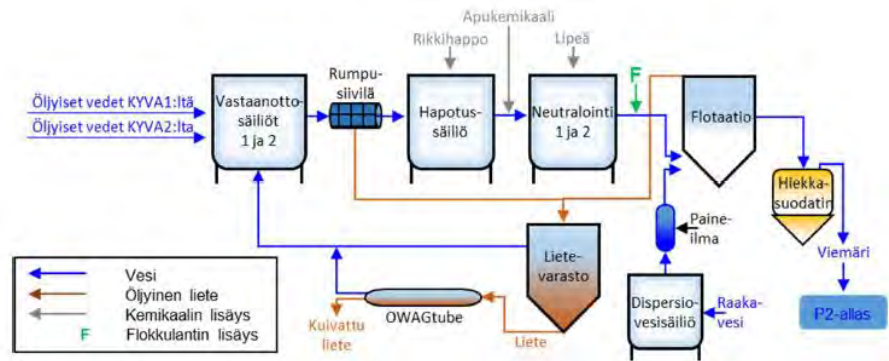 Apukemikaali
Rikkihappo
Lipeä
Öljyiset vedet KYVA1:ltä
Öljyiset vedet KYVA2:lta
Vastaanotto-
säiliöt
1 ja 2
Rumpu-
siivilä
Hapotus-
säiliö
Neutralointi
1 ja 2
F
Flotaatio
Hiekka-
suodatin
Paine-
ilma
Viemäri
P2-allas
Liete-
varasto
Dispersio-
vesisäiliö
Raaka-
vesi
OWAGtube
Kuivattu
liete
Liete
Vesi
Öljyinen liete
Kemikaalin lisäys
F Flokkulantin lisäys